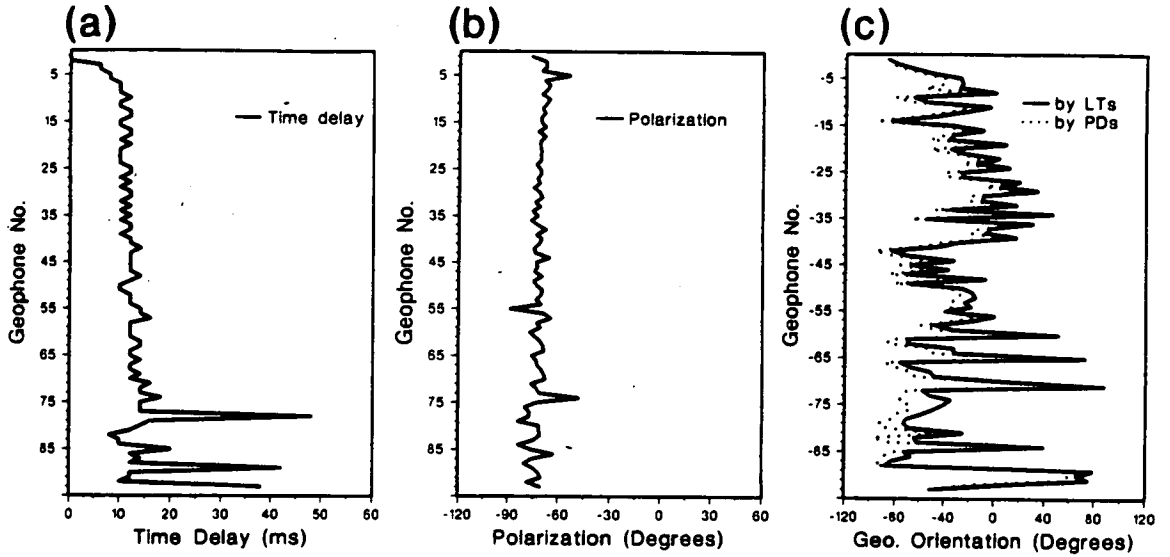 (a)
Time delay
Geophone No.
5
15
25
35
45
55
65
75
85
0 10 20 30 40 50 60
Time Delay (ms)
(b)
Polarization
Geophone No.
5
15
25
35
45
55
65
75
85
-120 -90 -60 -30 0 30 60
Polarization (Degrees)
(c)
by LTs
by PDs
Geophone No.
-5
-15
-25
-35
-45
-55
-65
-75
-85
-120 -80 -40 0 40 80 120
Geo. Orientation (Degrees)